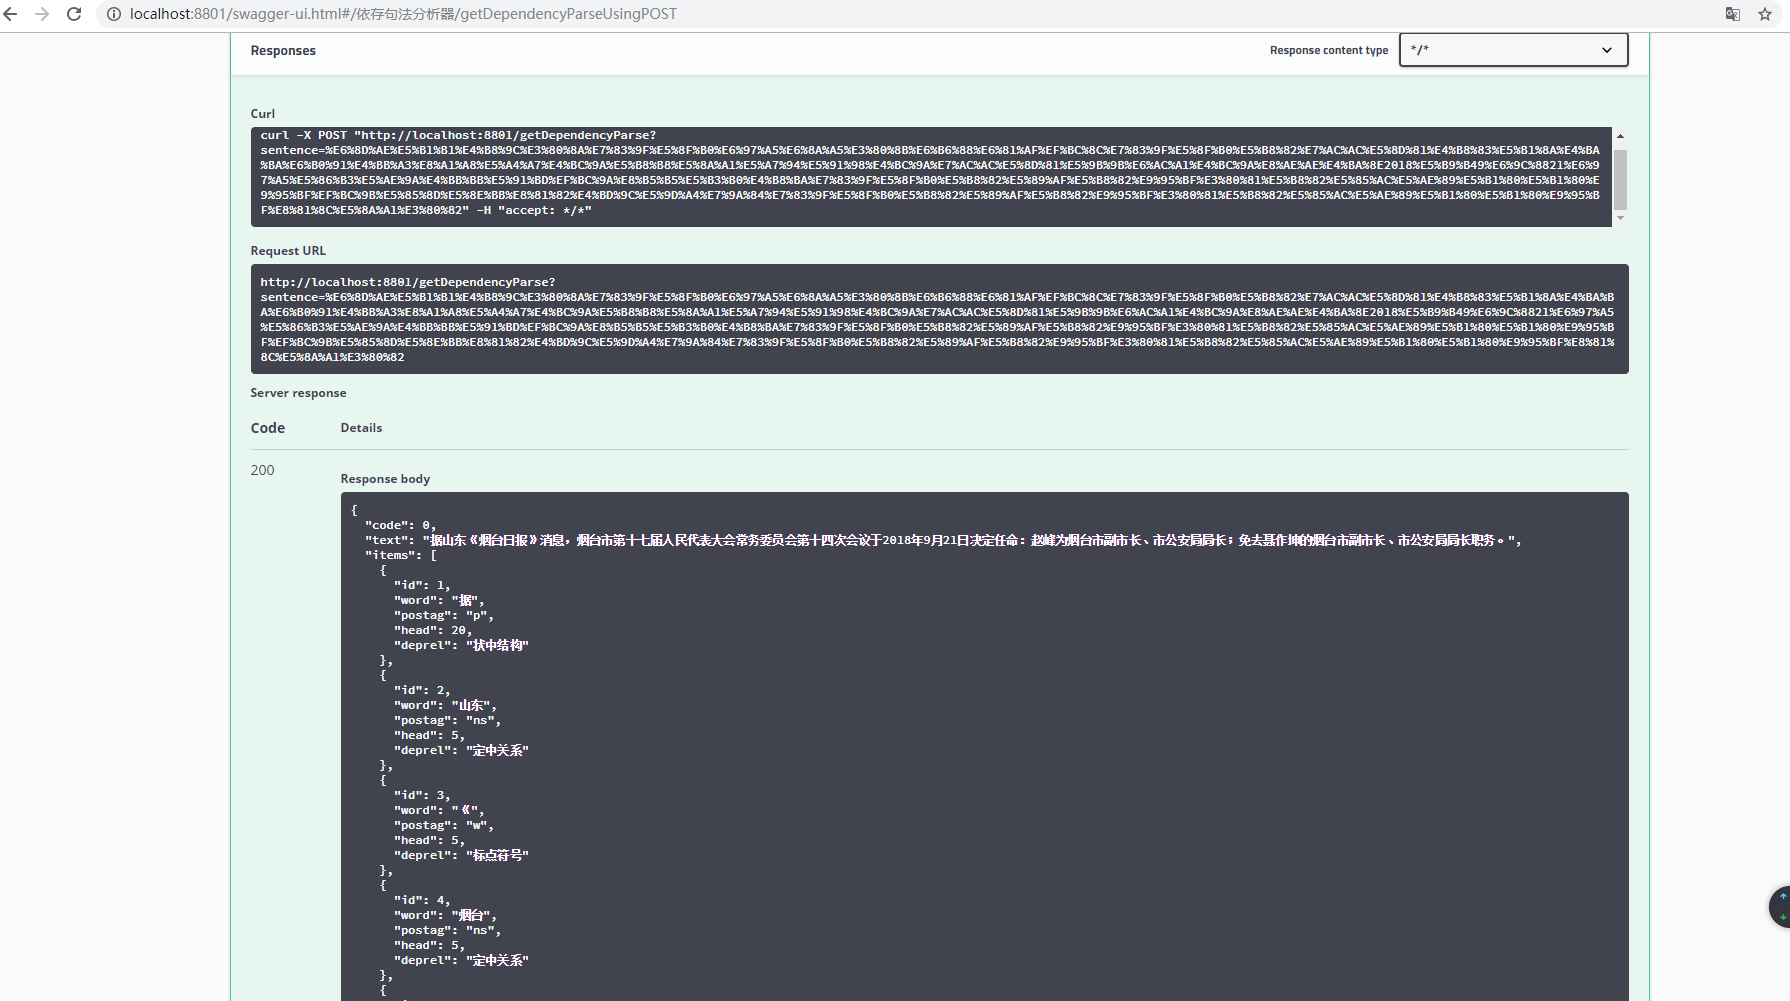 localhost:8801/swagger-ui.html#/依存句法分析器/getDependencyParseUsingPOST
Responses
Response content type
*/*
Curl
curl -X POST "http://localhost:8801/getDependencyParse?
sentence=%E6%8D%AE%E5%B1%B1%E4%B8%9C%E3%80%8A%E7%83%9F%E5%8F%B0%E6%97%A5%E6%8A%A5%E3%80%8B%E6%B6%88%E6%81%AF%EF%BC%8C%E7%83%9F%E5%8F%B0%E5%B8%82%E7%AC%AC%E5%8D%81%E4%B8%83%E5%B1%8A%E4%BA
%BA%E6%B0%91%E4%BB%A3%E8%A1%A8%E5%A4%A7%E4%BC%9A%E5%B8%B8%E5%8A%A1%E5%A7%94%E5%91%98%E4%BC%9A%E7%AC%AC%E5%8D%81%E5%9B%9B%E6%AC%A1%E4%BC%9A%E8%AE%AE%E4%BA%8E2018%E5%B9%B49%E6%9C%8821%E6%9
7%A5%E5%86%B3%E5%AE%9A%E4%BB%BB%E5%91%BD%EF%BC%9A%E8%B5%B5%E5%B3%B0%E4%B8%BA%E7%83%9F%E5%8F%B0%E5%B8%82%E5%89%AF%E5%B8%82%E9%95%BF%E3%80%81%E5%B8%82%E5%85%AC%E5%AE%89%E5%B1%80%E5%B1%80%E
9%95%BF%EF%BC%9B%E5%85%8D%E5%8E%BB%E8%81%82%E4%BD%9C%E5%9D%A4%E7%9A%84%E7%83%9F%E5%8F%B0%E5%B8%82%E5%89%AF%E5%B8%82%E9%95%BF%E3%80%81%E5%B8%82%E5%85%AC%E5%AE%89%E5%B1%80%E5%B1%80%E9%95%B
F%E8%81%8C%E5%8A%A1%E3%80%82" -H "accept: */*"
Request URL
http://localhost:8801/getDependencyParse?
sentence=%E6%8D%AE%E5%B1%B1%E4%B8%9C%E3%80%8A%E7%83%9F%E5%8F%B0%E6%97%A5%E6%8A%A5%E3%80%8B%E6%B6%88%E6%81%AF%EF%BC%8C%E7%83%9F%E5%8F%B0%E5%B8%82%E7%AC%AC%E5%8D%81%E4%B8%83%E5%B1%8A%E4%BA%B
A%E6%B0%91%E4%BB%A3%E8%A1%A8%E5%A4%A7%E4%BC%9A%E5%B8%B8%E5%8A%A1%E5%A7%94%E5%91%98%E4%BC%9A%E7%AC%AC%E5%8D%81%E5%9B%9B%E6%AC%A1%E4%BC%9A%E8%AE%AE%E4%BA%8E2018%E5%B9%B49%E6%9C%8821%E6%97%A5
%E5%86%B3%E5%AE%9A%E4%BB%BB%E5%91%BD%EF%BC%9A%E8%B5%B5%E5%B3%B0%E4%B8%BA%E7%83%9F%E5%8F%B0%E5%B8%82%E5%89%AF%E5%B8%82%E9%95%BF%E3%80%81%E5%B8%82%E5%85%AC%E5%AE%89%E5%B1%80%E5%B1%80%E9%95%B
F%EF%BC%9B%E5%85%8D%E5%8E%BB%E8%81%82%E4%BD%9C%E5%9D%A4%E7%9A%84%E7%83%9F%E5%8F%B0%E5%B8%82%E5%89%AF%E5%B8%82%E9%95%BF%E3%80%81%E5%B8%82%E5%85%AC%E5%AE%89%E5%B1%80%E5%B1%80%E9%95%BF%E8%81%
8C%E5%8A%A1%E3%80%82
Server response
Code Details
200
Response body
{
"code": 0,
"text": "据山东《烟台日报》消息，烟台市第十七届人民代表大会常务委员会第十四次会议于2018年9月21日决定任命：赵峰为烟台市副市长、市公安局局长；免去聂作坤的烟台市副市长、市公安局局长职务。",
"items": [
{
"id": 1,
"word": "据",
"postag": "p",
"head": 20,
"deprel": "状中结构"
},
{
"id": 2,
"word": "山东",
"postag": "ns",
"head": 5,
"deprel": "定中关系"
},
{
"id": 3,
"word": "《",
"postag": "w",
"head": 5,
"deprel": "标点符号"
},
{
"id": 4,
"word": "烟台",
"postag": "ns",
"head": 5,
"deprel": "定中关系"
},
{